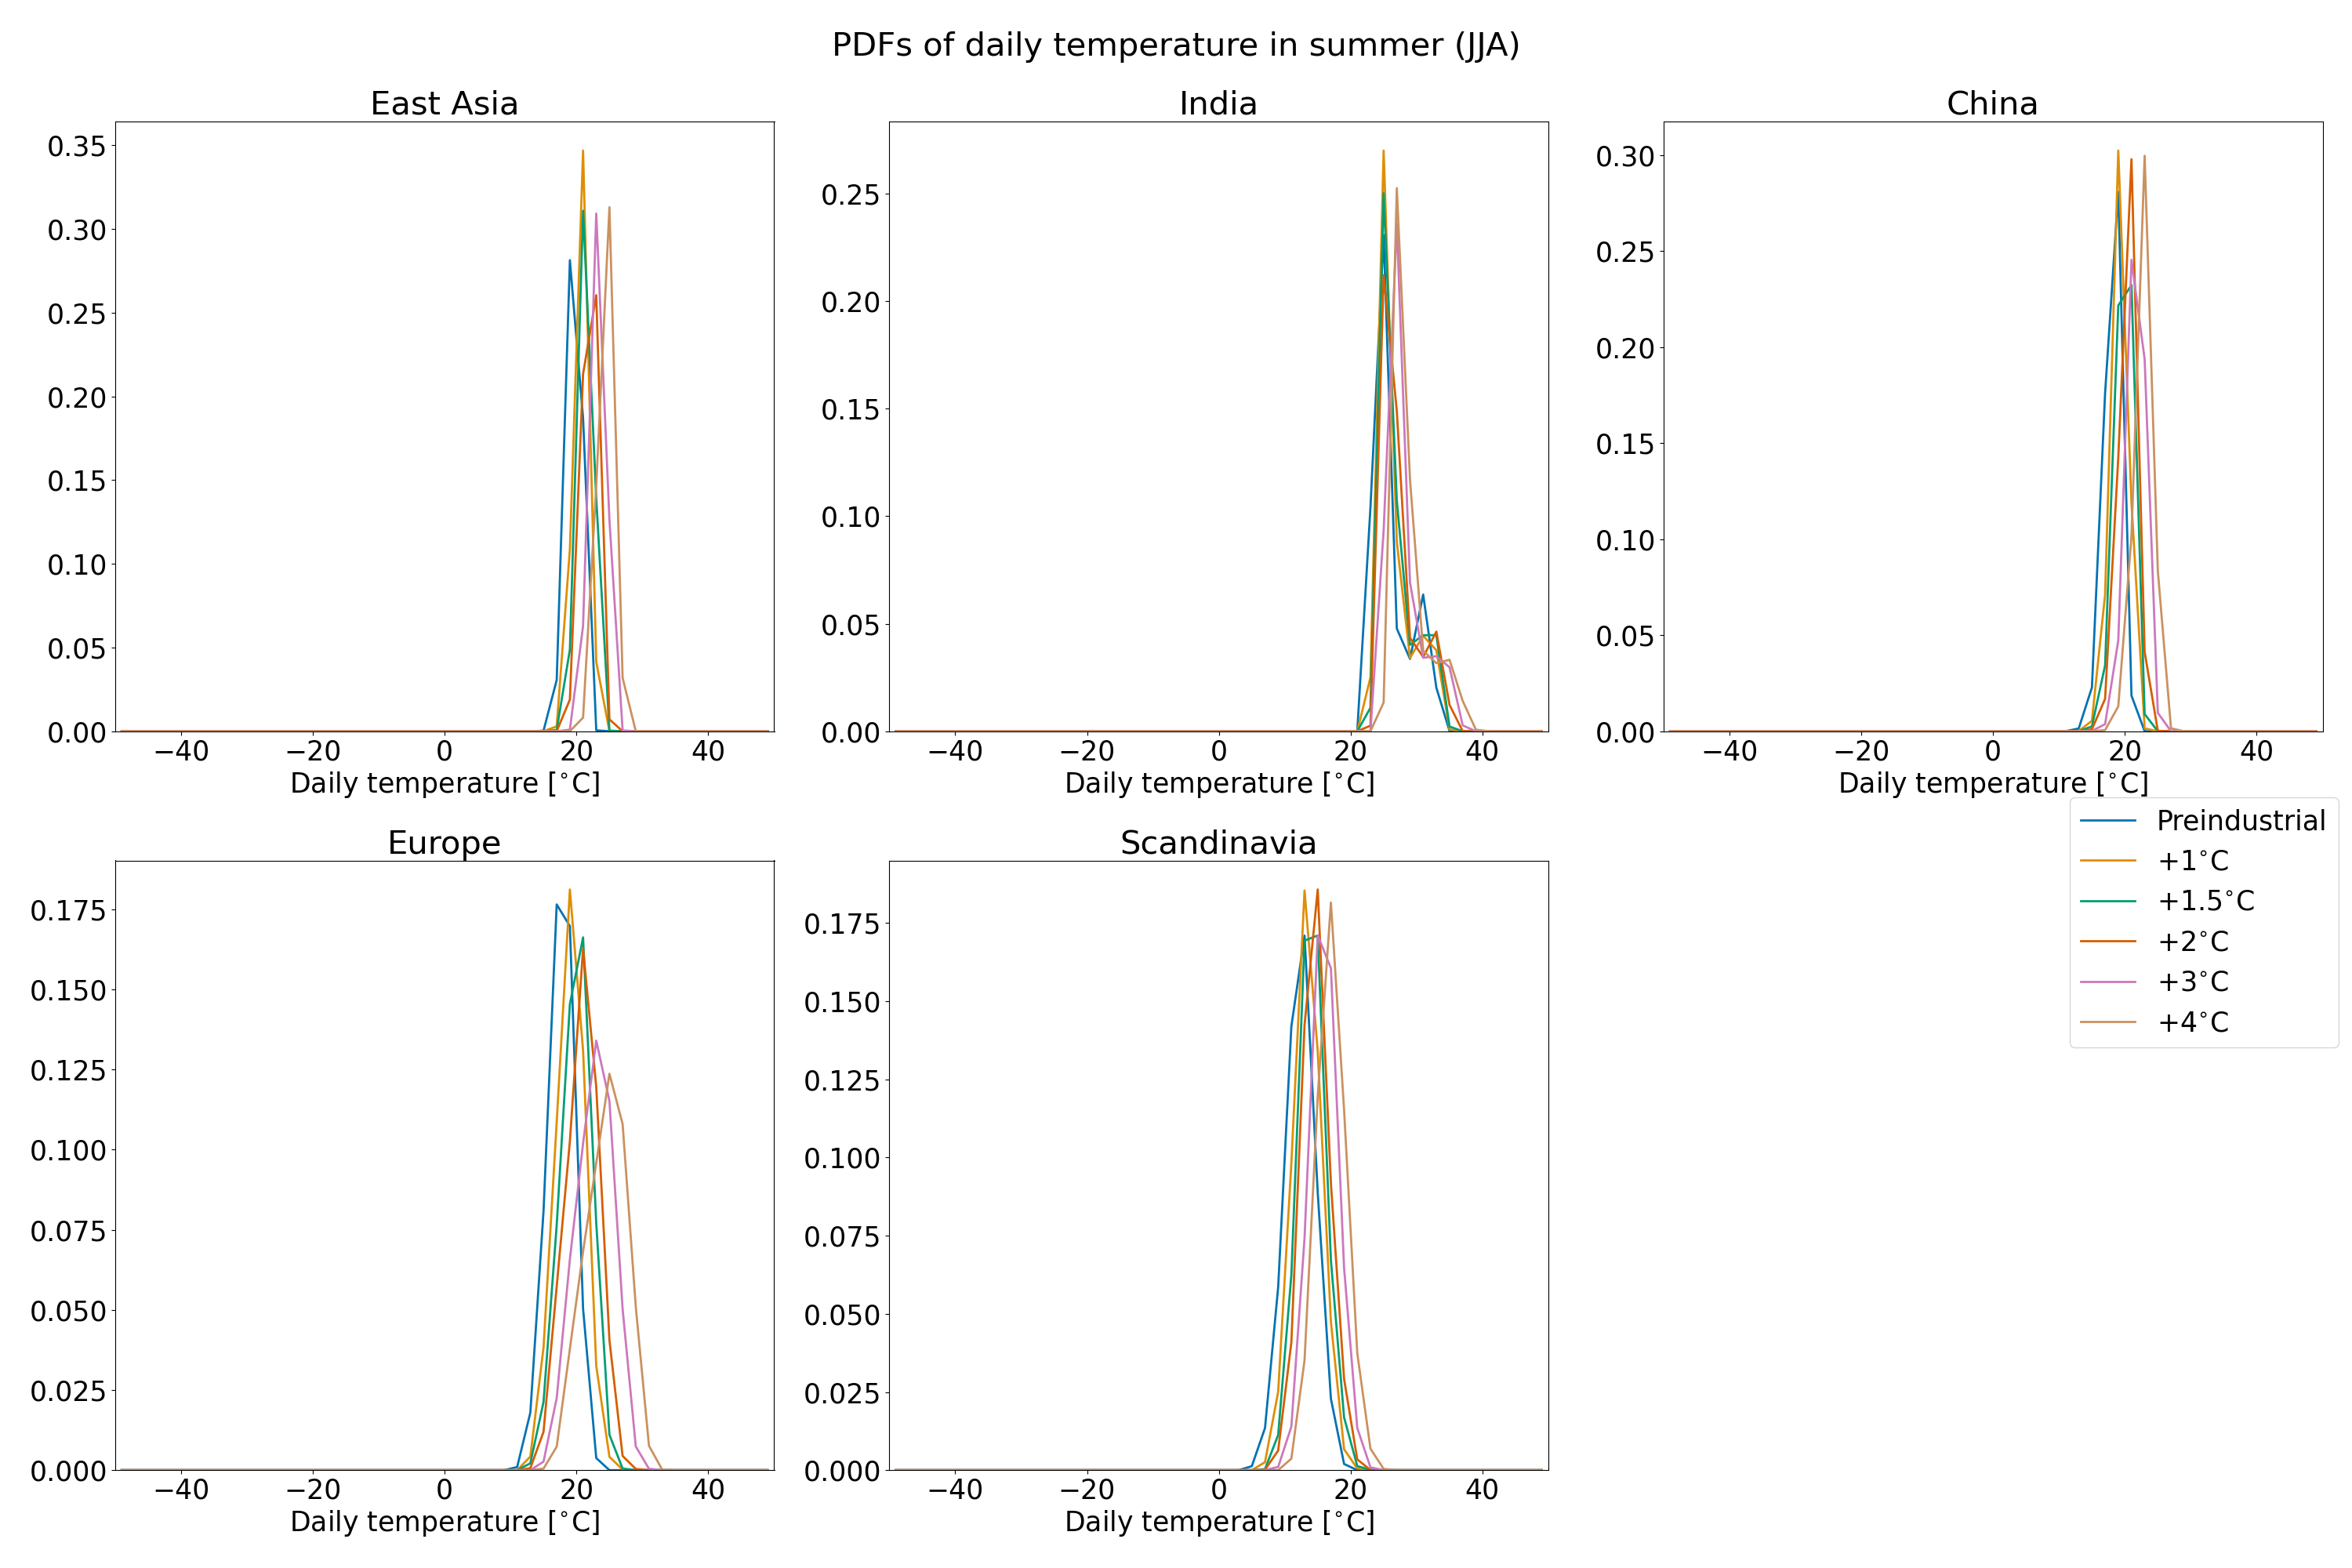 PDFs of daily temperature in summer (JJA)
East Asia
0.35
0.30
0.25
0.20
0.15
0.10
0.05
0.00
−40 −20 0 20 40
Daily temperature [°C]
India
0.25
0.20
0.15
0.10
0.05
0.00
−40 −20 0 20 40
Daily temperature [°C]
China
0.30
0.25
0.20
0.15
0.10
0.05
0.00
−40 −20 0 20 40
Daily temperature [°C]
Preindustrial
+1°C
+1.5°C
+2°C
+3°C
+4°C
Europe
0.175
0.150
0.125
0.100
0.075
0.050
0.025
0.000
−40 −20 0 20 40
Daily temperature [°C]
Scandinavia
0.175
0.150
0.125
0.100
0.075
0.050
0.025
0.000
−40 −20 0 20 40
Daily temperature [°C]